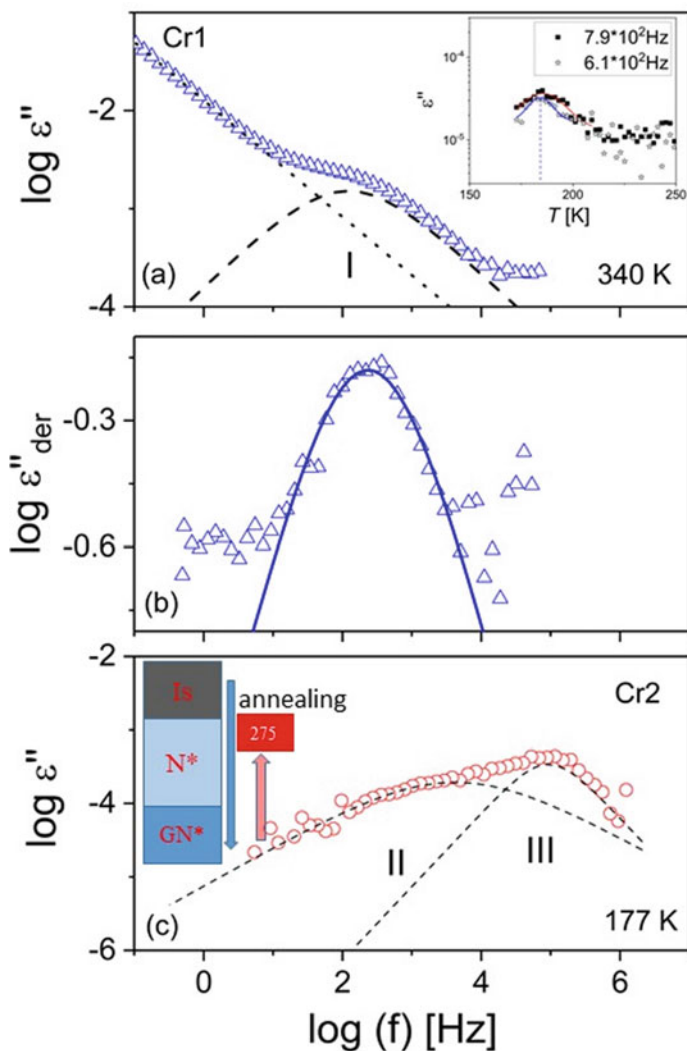 Cr1
7.9*10²Hz
6.1*10²Hz
10⁻⁴
10⁻⁵
ε"
150 200 250
T [K]
-2
-4
log ε"
I
(a)
340 K
-0.3
-0.6
log ε"der
(b)
-2
-4
-6
log ε"
Is
N*
GN*
annealing
275
Cr2
II
III
(c)
177 K
0 2 4 6
log (f) [Hz]